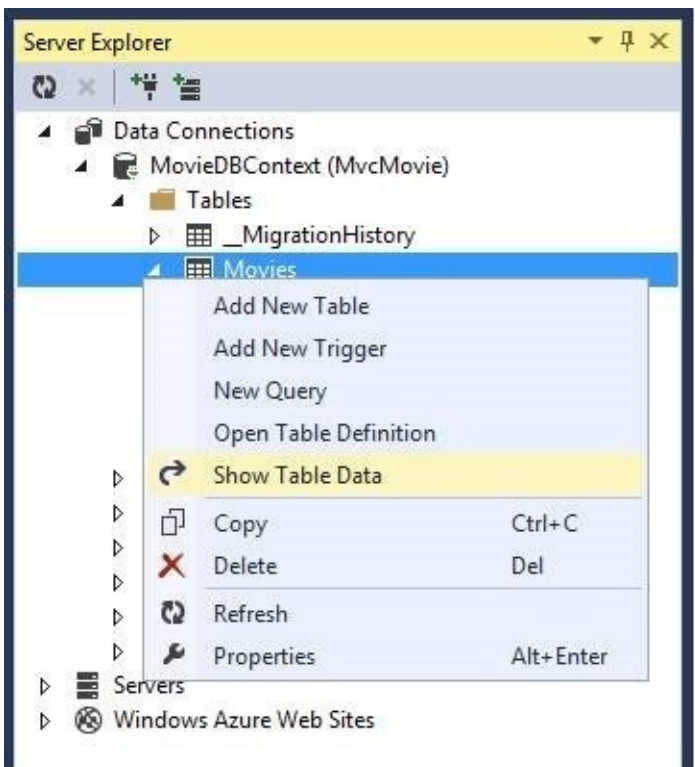 Server Explorer
Data Connections
MovieDBContext (MvcMovie)
Tables
__MigrationHistory
Movies
Add New Table
Add New Trigger
New Query
Open Table Definition
Show Table Data
Copy Ctrl+C
Delete Del
Refresh
Properties Alt+Enter
Servers
Windows Azure Web Sites